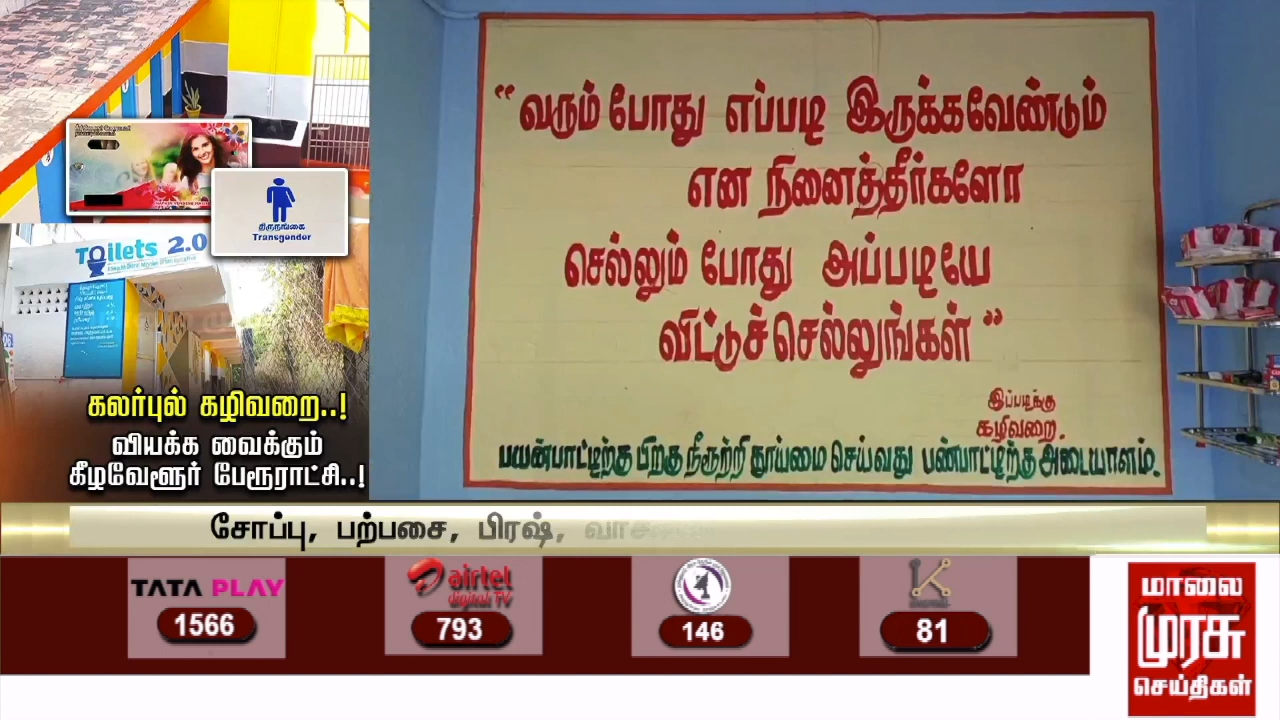 “வரும் போது எப்படி இருக்கவேண்டும்
என நினைத்தீர்களோ
செல்லும் போது அப்படியே
விட்டுச் செல்லுங்கள்”
இப்படிக்கு
கழிவறை.
பயன்பாட்டிற்கு பிறகு நீரூற்றி தூய்மை செய்வது பண்பாட்டிற்கு அடையாளம்.
திருநங்கை
Transgender
Toilets 2.0
கலர்புல் கழிவறை..!
வியக்க வைக்கும்
கீழவேளூர் பேரூராட்சி..!
சோப்பு, பற்பசை, பிரஷ்,
TATA PLAY
1566
airtel
digital TV
793
146
81
மாலை
முரசு
செய்திகள்